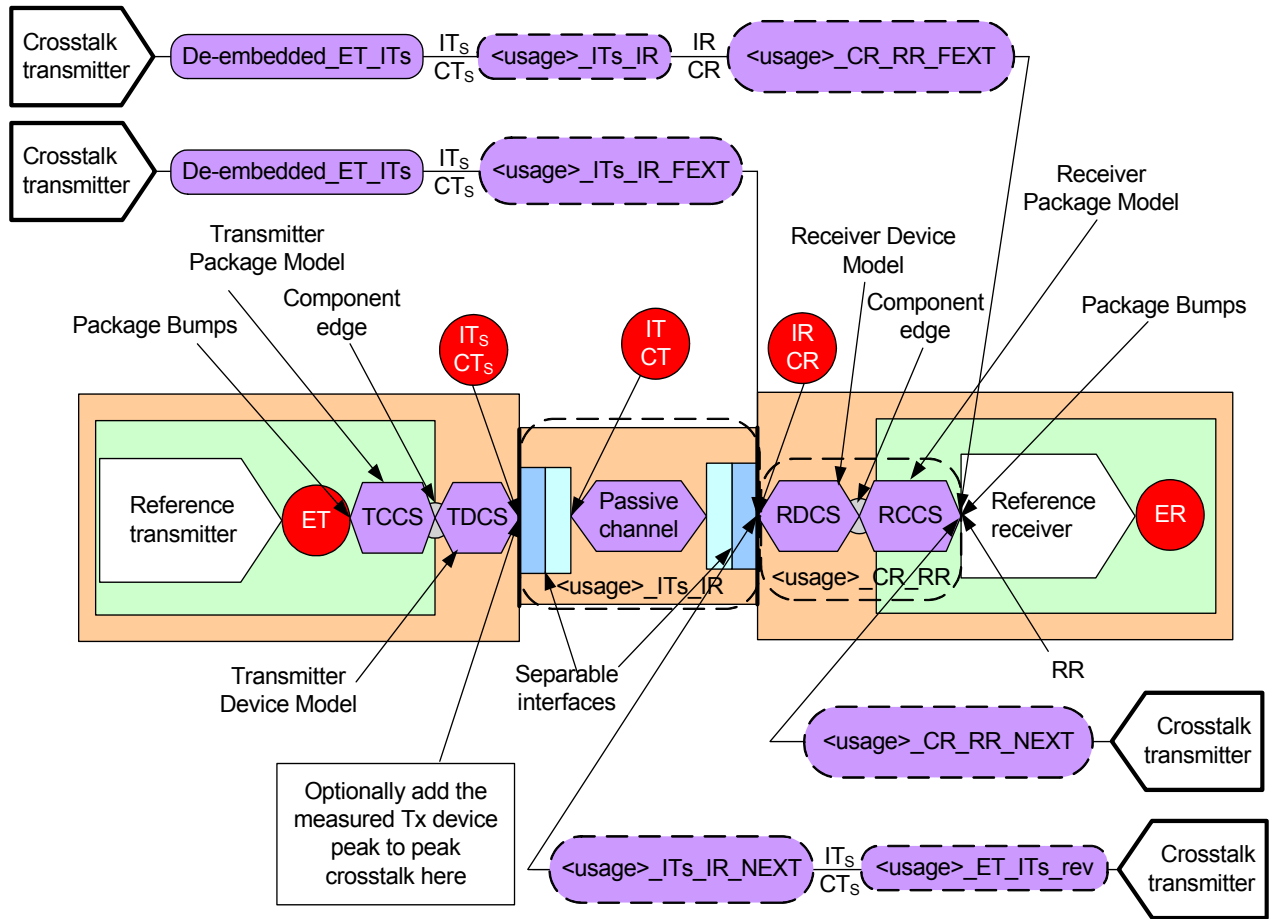 Crosstalk
transmitter
De-embedded_ET_ITs
ITS
CTS
<usage>_ITs_IR
IR
CR
<usage>_CR_RR_FEXT
Crosstalk
transmitter
De-embedded_ET_ITs
ITS
CTS
<usage>_ITs_IR_FEXT
Receiver
Package Model
Transmitter
Package Model
Receiver Device
Model
Component
edge
Component
edge
Package Bumps
Package Bumps
ITS
CTS
IT
CT
IR
CR
Reference
transmitter
ET
TCCS
TDCS
Passive
channel
RDCS
RCCS
Reference
receiver
ER
<usage>_ITs_IR
<usage>_CR_RR
Transmitter
Device Model
Separable
interfaces
RR
<usage>_CR_RR_NEXT
Crosstalk
transmitter
Optionally add the
measured Tx device
peak to peak
crosstalk here
<usage>_ITs_IR_NEXT
ITS
CTS
<usage>_ET_ITs_rev
Crosstalk
transmitter